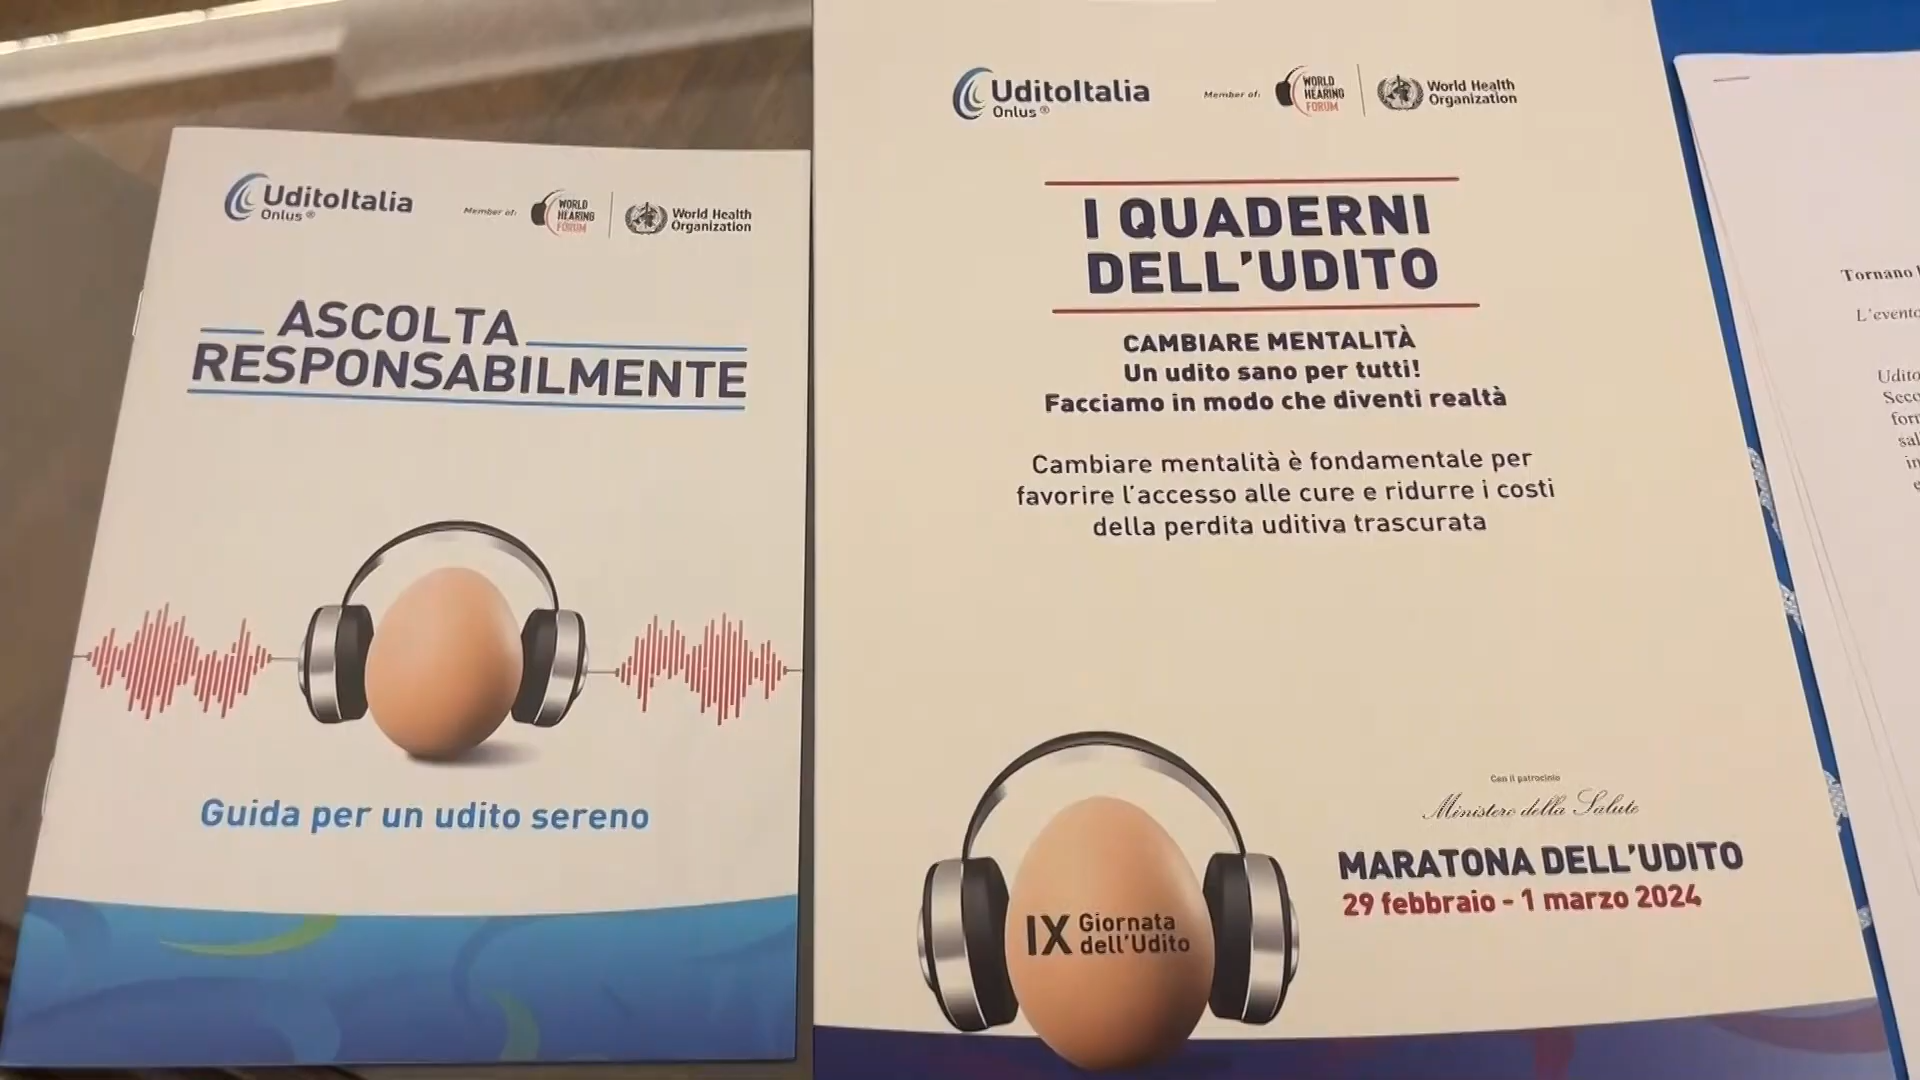 UditoItalia
Onlus ®
Member of:
WORLD
HEARING
FORUM
World Health
Organization
ASCOLTA
RESPONSABILMENTE
Guida per un udito sereno
UditoItalia
Onlus ®
Member of:
WORLD
HEARING
FORUM
World Health
Organization
I QUADERNI
DELL'UDITO
CAMBIARE MENTALITÀ
Un udito sano per tutti!
Facciamo in modo che diventi realtà
Cambiare mentalità è fondamentale per
favorire l'accesso alle cure e ridurre i costi
della perdita uditiva trascurata
IX Giornata
dell'Udito
Con il patrocinio
Ministero della Salute
MARATONA DELL'UDITO
29 febbraio - 1 marzo 2024
Tornano
L'evento